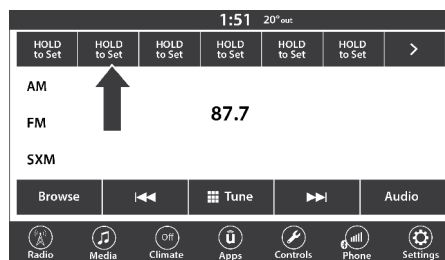 1:51 20° out
HOLD to Set HOLD to Set HOLD to Set HOLD to Set HOLD to Set HOLD to Set >
AM
87.7
FM
SXM
Browse Tune Audio
Off
Radio Media Climate Apps Controls Phone Settings